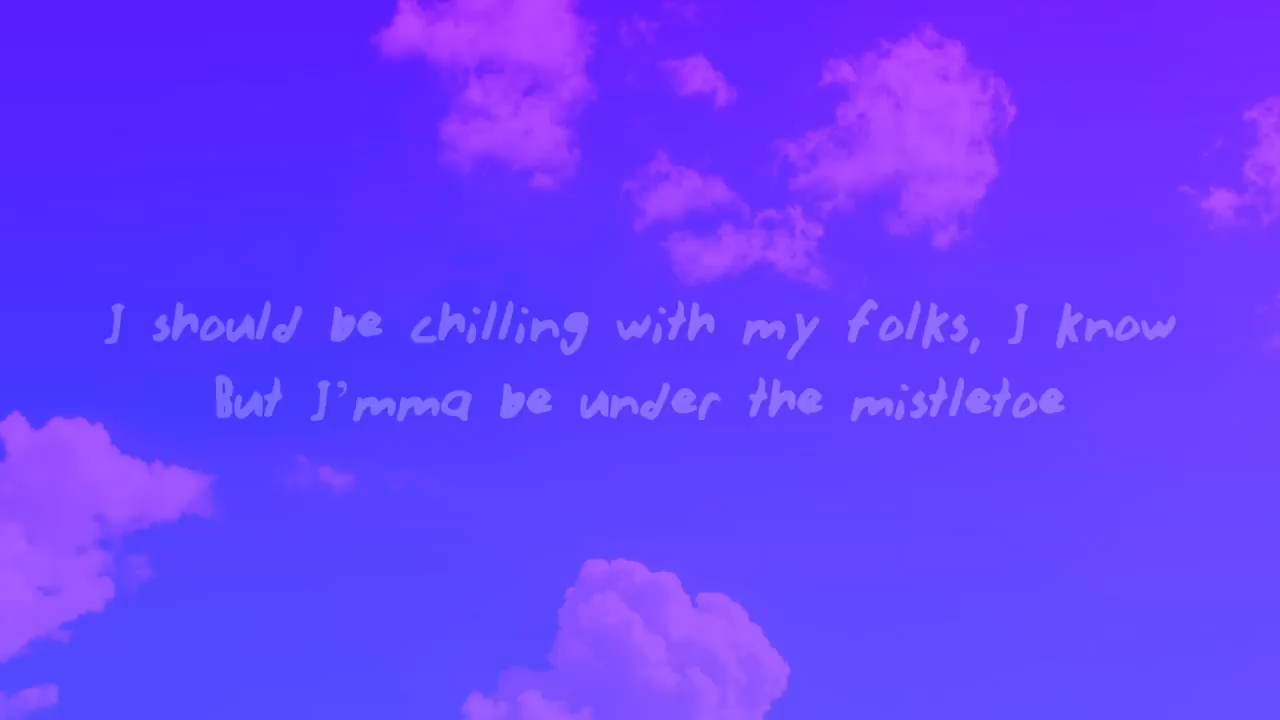 I should be chilling with my folks, I know
But I'mma be under the mistletoe